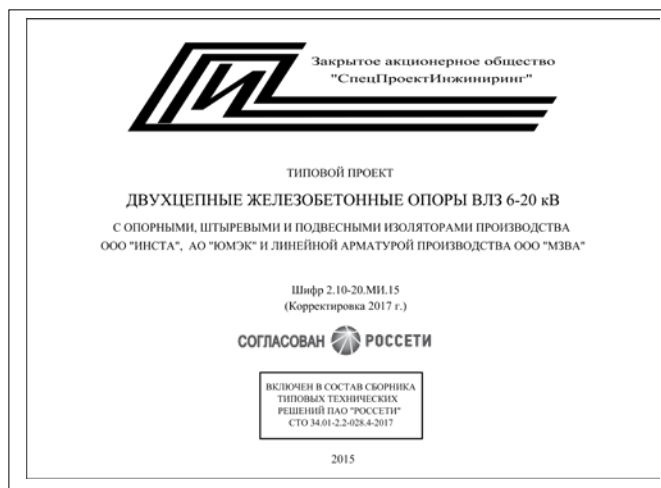 Закрытое акционерное общество
"СпецПроектИнжиниринг"
ТИПОВОЙ ПРОЕКТ
ДВУХЦЕПНЫЕ ЖЕЛЕЗОБЕТОННЫЕ ОПОРЫ ВЛЗ 6-20 кВ
С ОПОРНЫМИ, ШТЫРЕВЫМИ И ПОДВЕСНЫМИ ИЗОЛЯТОРАМИ ПРОИЗВОДСТВА
ООО "ИНСТА", АО "ЮМЭК" И ЛИНЕЙНОЙ АРМАТУРОЙ ПРОИЗВОДСТВА ООО "МЗВА"
Шифр 2.10-20.МИ.15
(Корректировка 2017 г.)
СОГЛАСОВАН РОССЕТИ
ВКЛЮЧЕН В СОСТАВ СБОРНИКА
ТИПОВЫХ ТЕХНИЧЕСКИХ
РЕШЕНИЙ ПАО "РОССЕТИ"
СТО 34.01-2.2-028.4-2017
2015